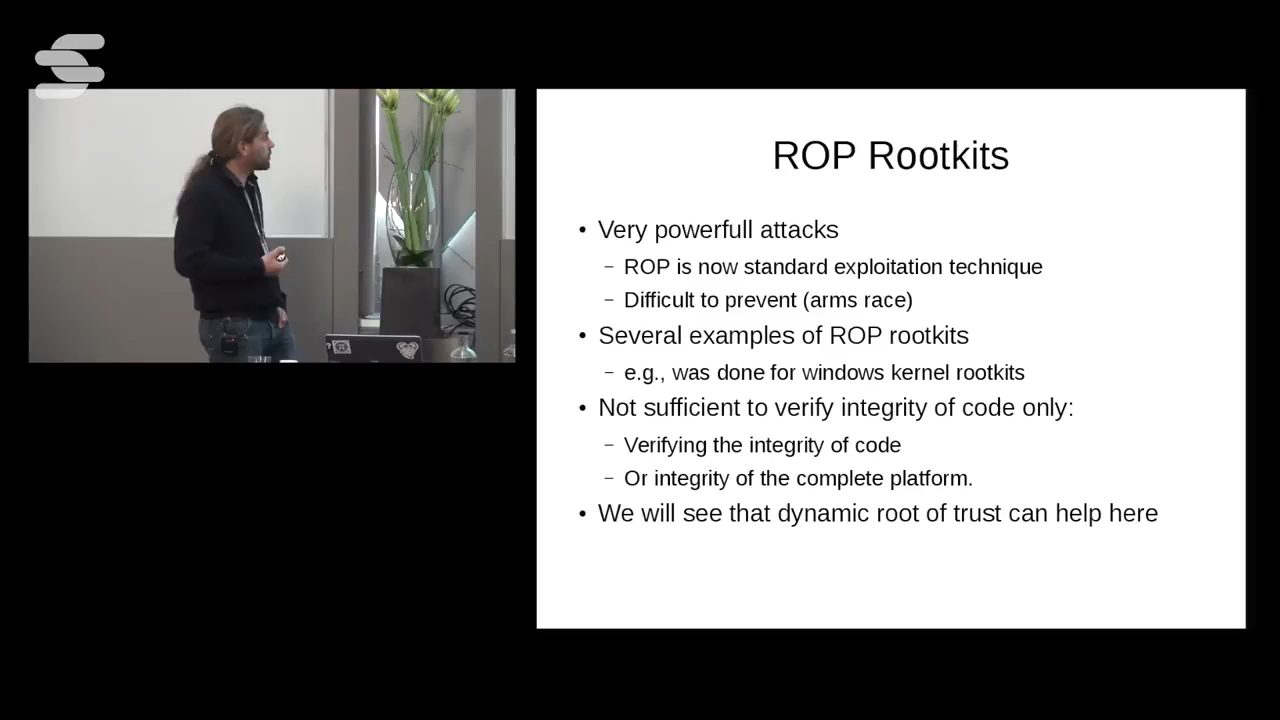 ROP Rootkits
• Very powerfull attacks
– ROP is now standard exploitation technique
– Difficult to prevent (arms race)
• Several examples of ROP rootkits
– e.g., was done for windows kernel rootkits
• Not sufficient to verify integrity of code only:
– Verifying the integrity of code
– Or integrity of the complete platform.
• We will see that dynamic root of trust can help here